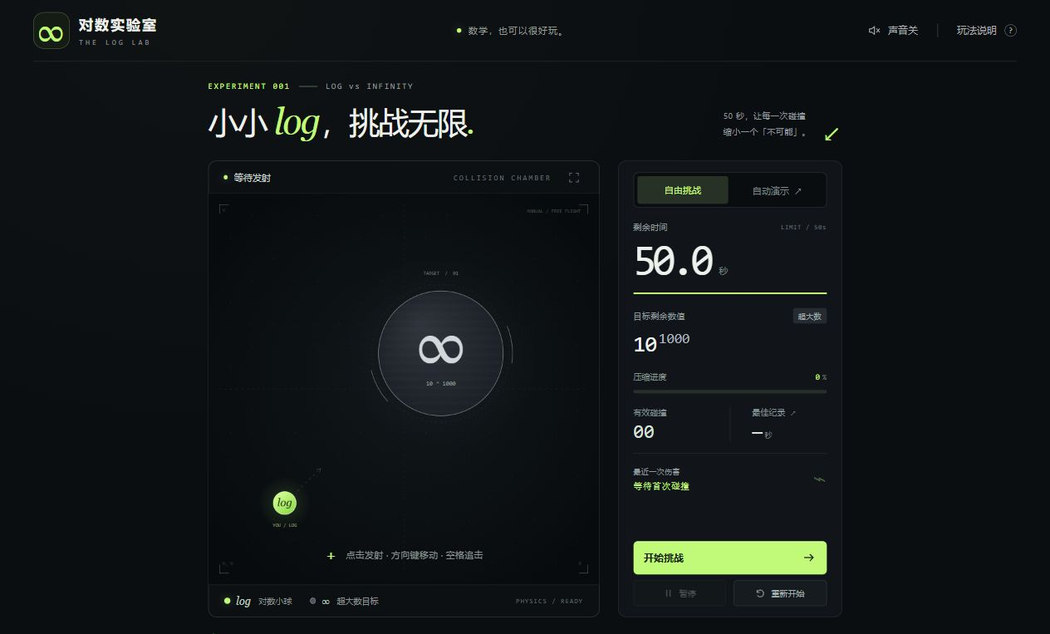 ∞ 对数实验室
THE LOG LAB
数学，也可以很好玩。
声音关
玩法说明 ?
EXPERIMENT 001 — LOG vs INFINITY
小小 log，挑战无限.
50 秒，让每一次碰撞
缩小一个「不可能」。
等待发射
COLLISION CHAMBER
MANUAL / FREE FLIGHT
TARGET / 01
∞
10 ^ 1000
log
YOU / LOG
+ 点击发射 · 方向键移动 · 空格追击
log 对数小球
∞ 超大数目标
PHYSICS / READY
自由挑战
自动演示 ↗
剩余时间
LIMIT / 50s
50.0 秒
目标剩余数值
超大数
10^1000
压缩进度
0%
有效碰撞
最佳纪录 ↗
00
—秒
最近一次伤害
等待首次碰撞
开始挑战 →
暂停
重新开始